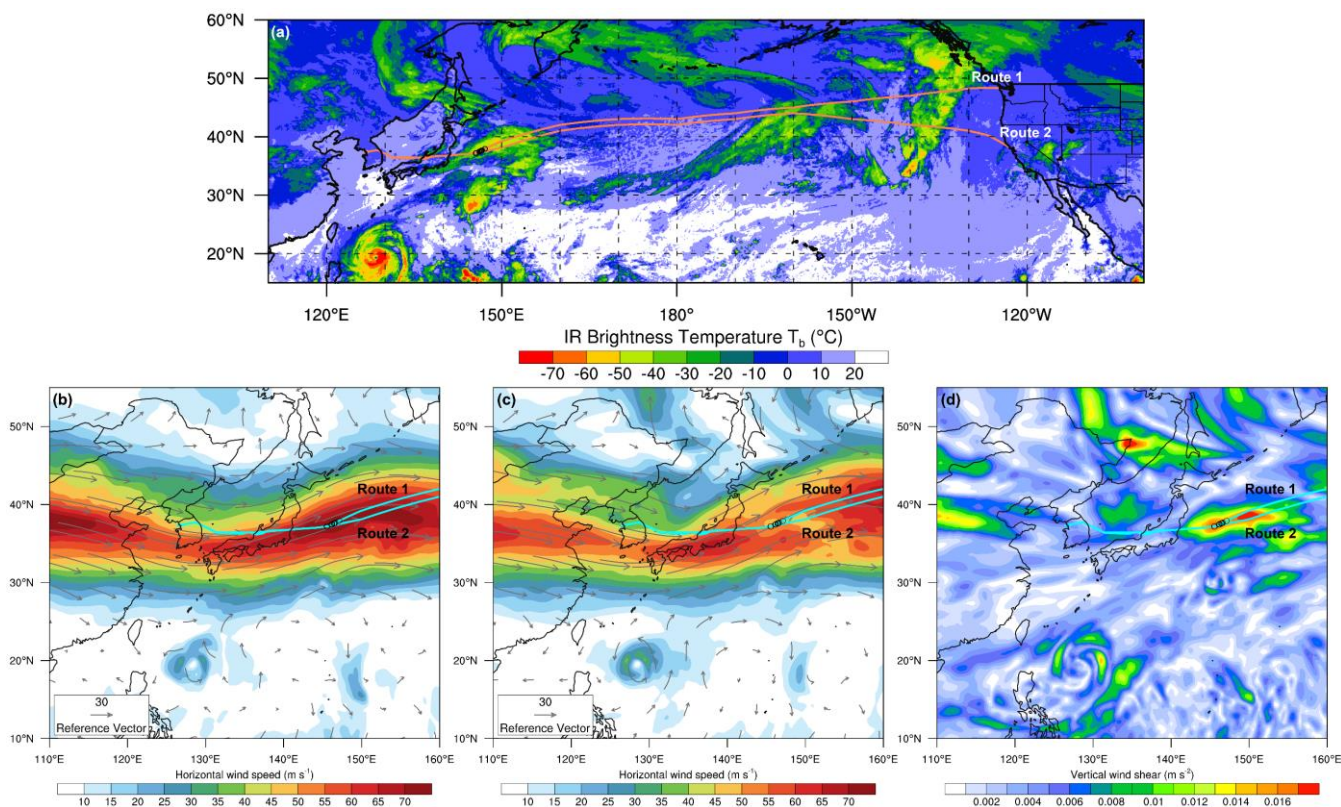 (a)
60°N
50°N
40°N
30°N
20°N
Route 1
Route 2
120°E 150°E 180° 150°W 120°W
IR Brightness Temperature T_b (°C)
-70 -60 -50 -40 -30 -20 -10 0 10 20
(b)
50°N
40°N
30°N
20°N
10°N
Route 1
Route 2
30
Reference Vector
110°E 120°E 130°E 140°E 150°E 160°E
Horizontal wind speed (m s⁻¹)
10 15 20 25 30 35 40 45 50 55 60 65 70
(c)
50°N
40°N
30°N
20°N
10°N
Route 1
Route 2
30
Reference Vector
110°E 120°E 130°E 140°E 150°E 160°E
Horizontal wind speed (m s⁻¹)
10 15 20 25 30 35 40 45 50 55 60 65 70
(d)
50°N
40°N
30°N
20°N
10°N
Route 1
Route 2
110°E 120°E 130°E 140°E 150°E 160°E
Vertical wind shear (m s⁻²)
0.002 0.004 0.006 0.008 0.01 0.012 0.014 0.016